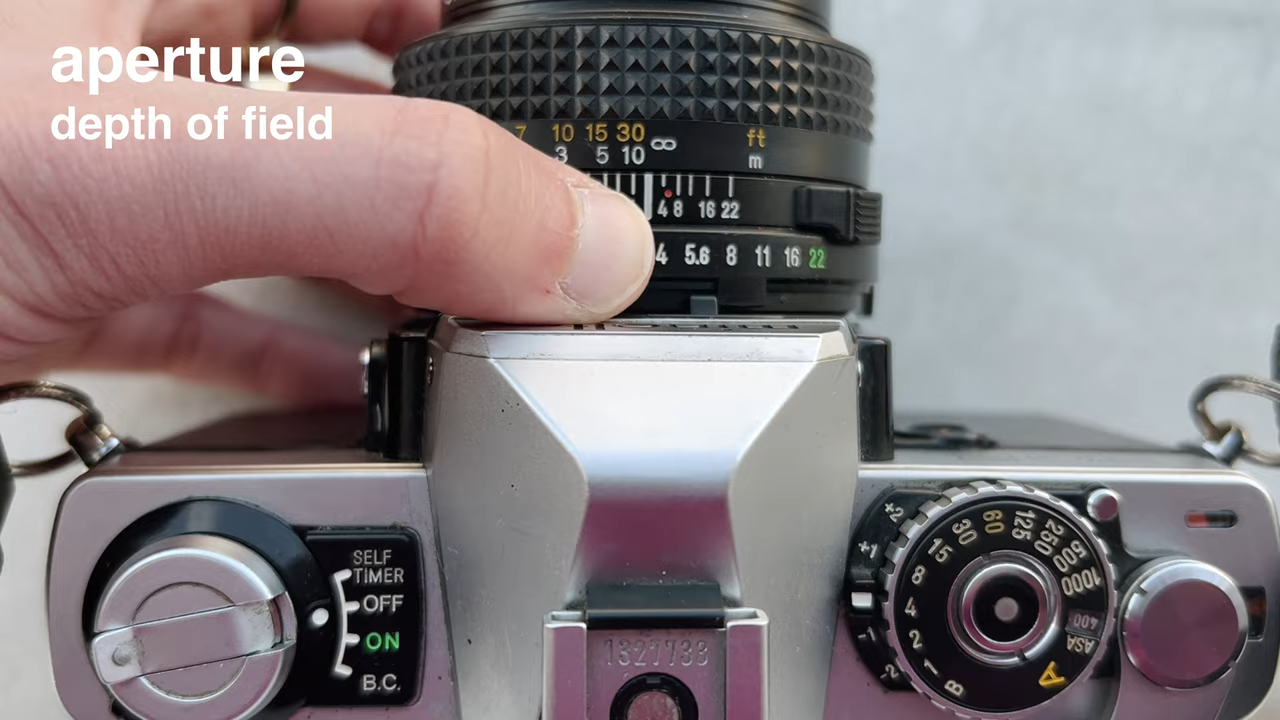 aperture
depth of field
7 10 15 30 ft
3 5 10 ∞ m
4 8 16 22
4 5.6 8 11 16 22
SELF
TIMER
OFF
ON
B.C.
1327733
+2
+1
-1
-2
B 1 2 4 8 15 30 60 125 250 500 1000
400
ASA
A